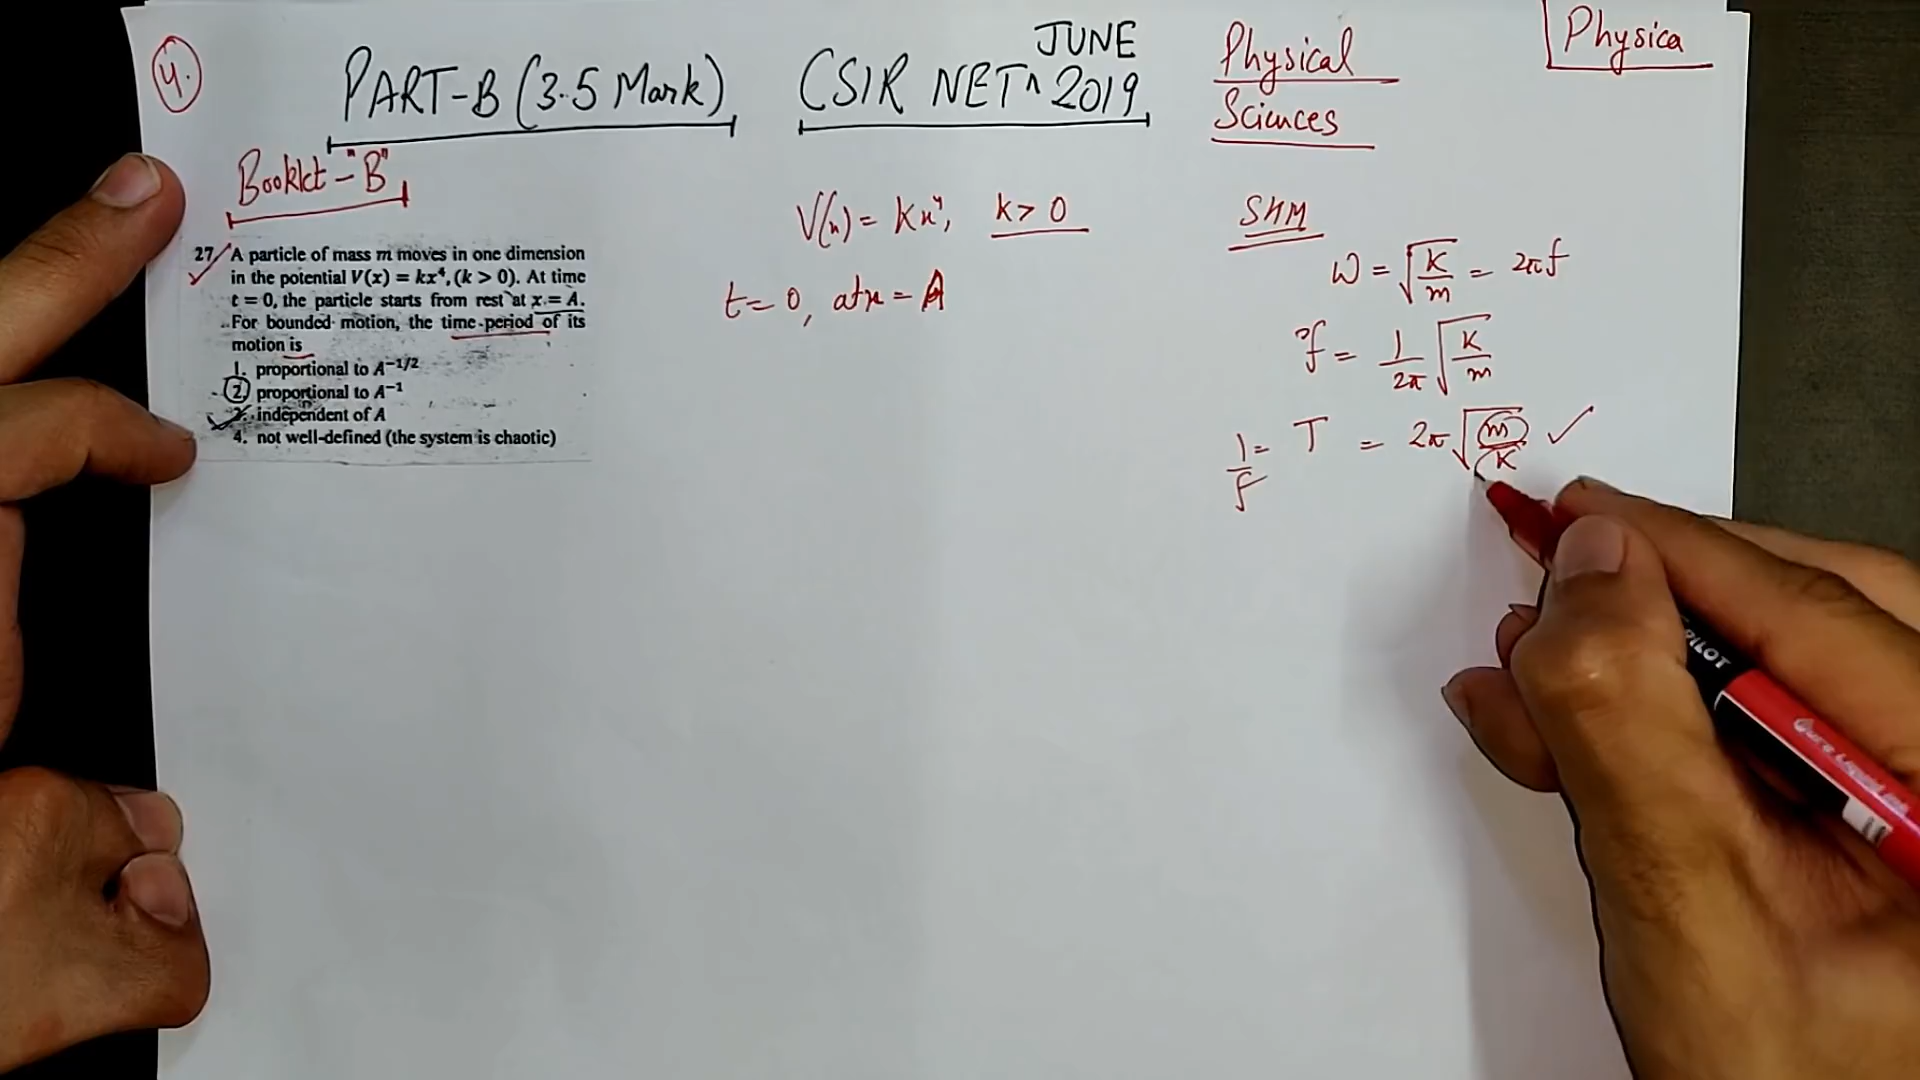 4.
PART-B (3.5 Mark)
CSIR NET ^ 2019
JUNE
Physical
Sciences
Physica
Booklet - "B"
27. A particle of mass m moves in one dimension
in the potential V(x) = kx⁴, (k > 0). At time
t = 0, the particle starts from rest at x = A.
For bounded motion, the time-period of its
motion is
1. proportional to A⁻¹/²
2. proportional to A⁻¹
3. independent of A
4. not well-defined (the system is chaotic)
V(x) = Kx⁴, k > 0
t = 0, at x = A
SHM
ω = √(K/m) = 2πf
f = 1/2π √(K/m)
1/f = T = 2π √(m/K) ✓
PILOT